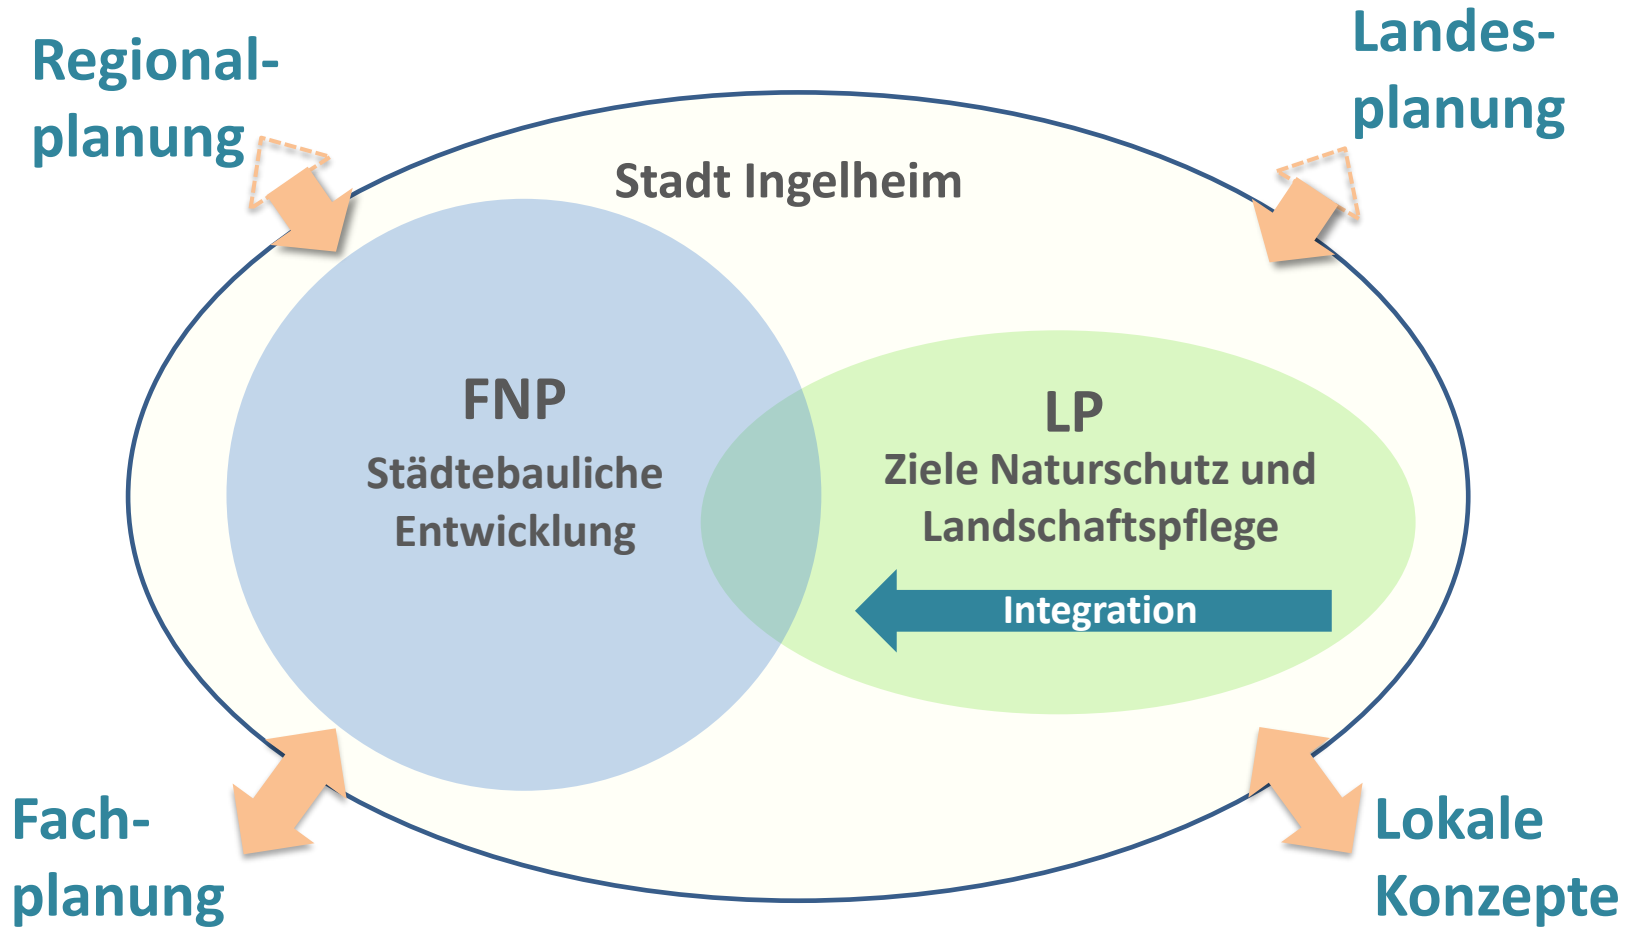 Regional-
planung
Landes-
planung
Stadt Ingelheim
FNP
Städtebauliche
Entwicklung
LP
Ziele Naturschutz und
Landschaftspflege
Integration
Fach-
planung
Lokale
Konzepte